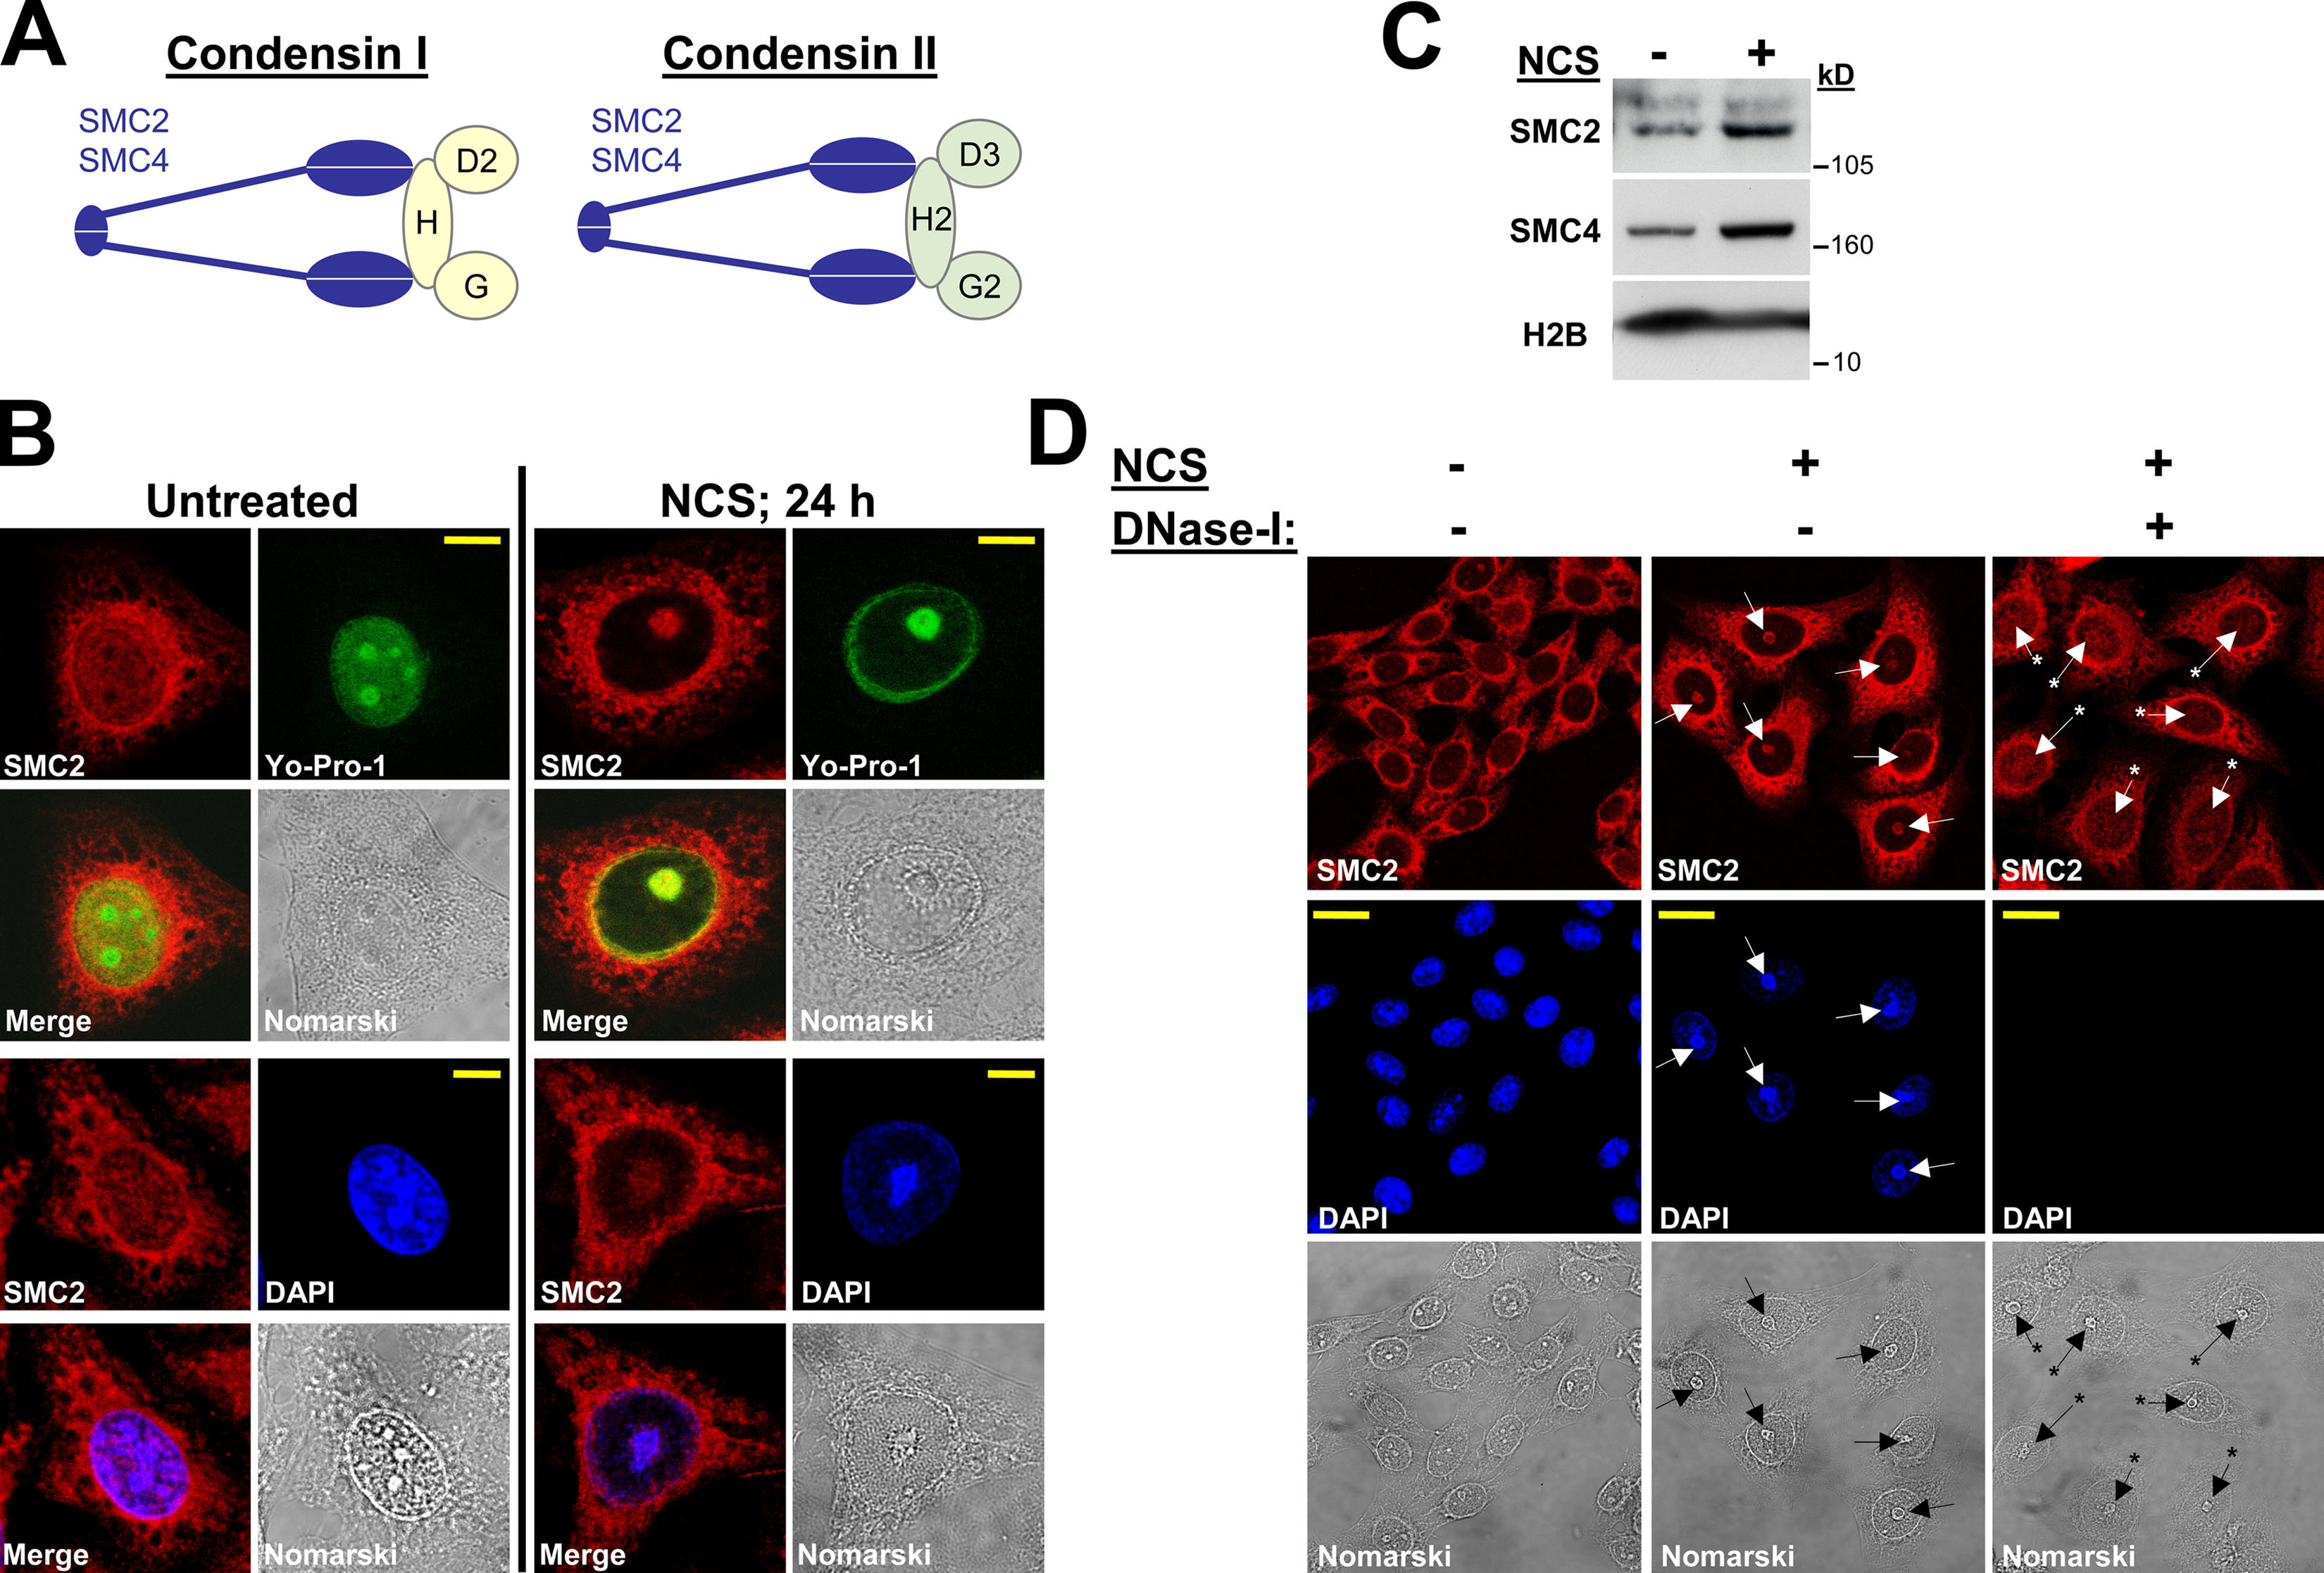 A
Condensin I
Condensin II
SMC2
SMC4
D2
H
G
SMC2
SMC4
D3
H2
G2
C
NCS - +
kD
SMC2
–105
SMC4
–160
H2B
–10
B
Untreated
NCS; 24 h
SMC2
Yo-Pro-1
SMC2
Yo-Pro-1
Merge
Nomarski
Merge
Nomarski
SMC2
DAPI
SMC2
DAPI
Merge
Nomarski
Merge
Nomarski
D
NCS - + +
DNase-I: - - +
SMC2
SMC2
* * * * * * *
SMC2
DAPI
DAPI
DAPI
Nomarski
Nomarski
* * * * * * *
Nomarski